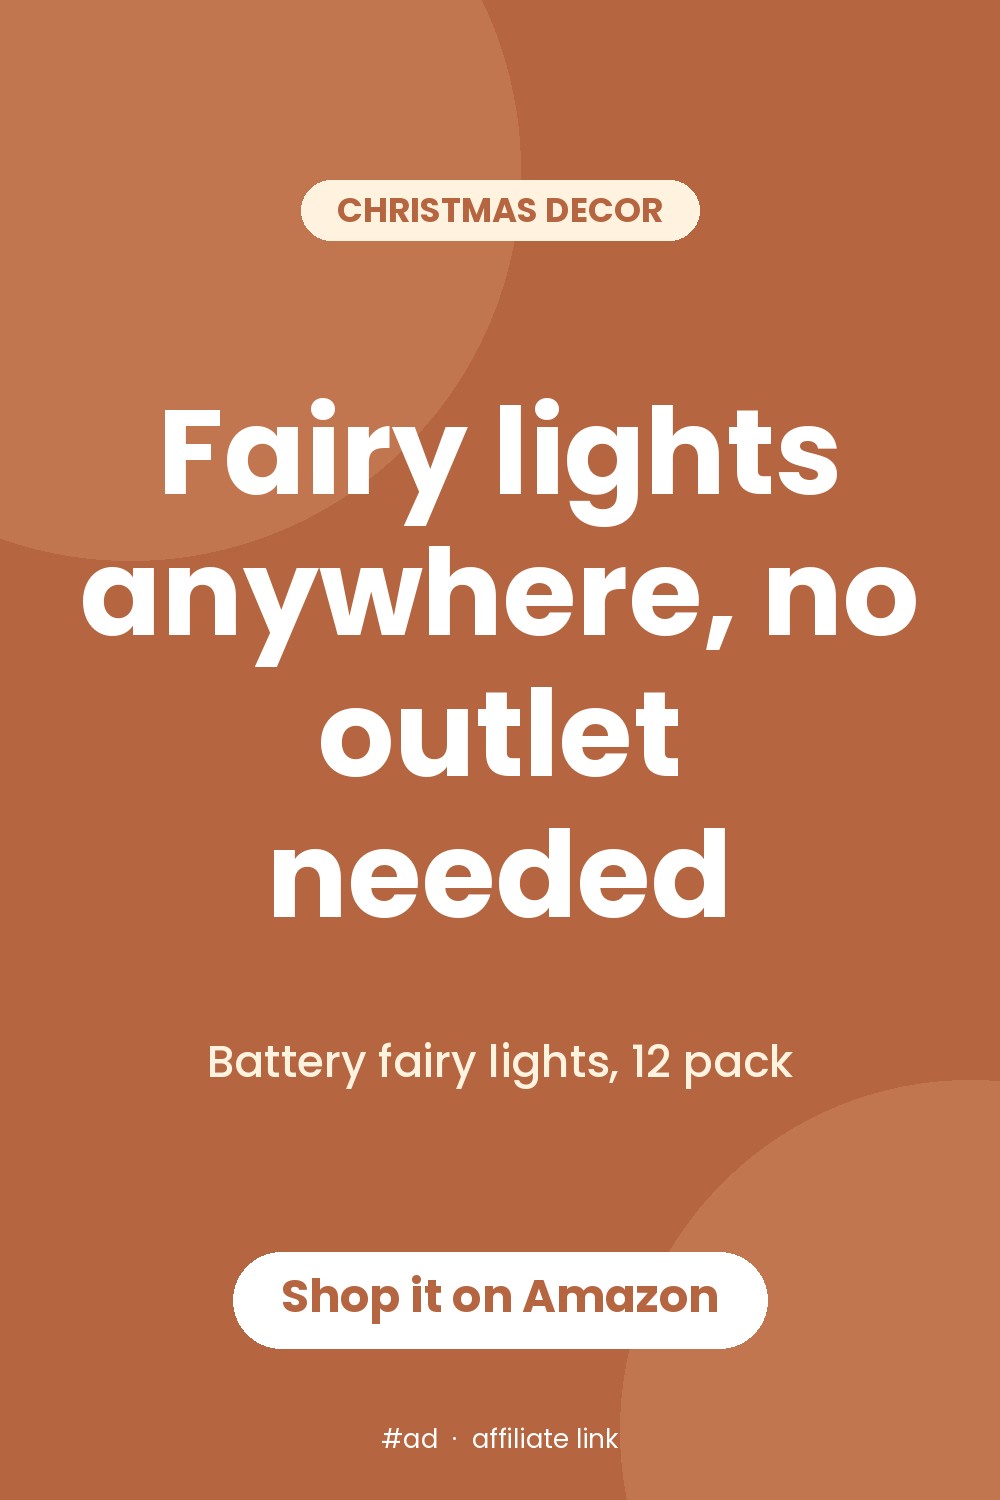 CHRISTMAS DECOR
Fairy lights
anywhere, no
outlet
needed
Battery fairy lights, 12 pack
Shop it on Amazon
#ad · affiliate link